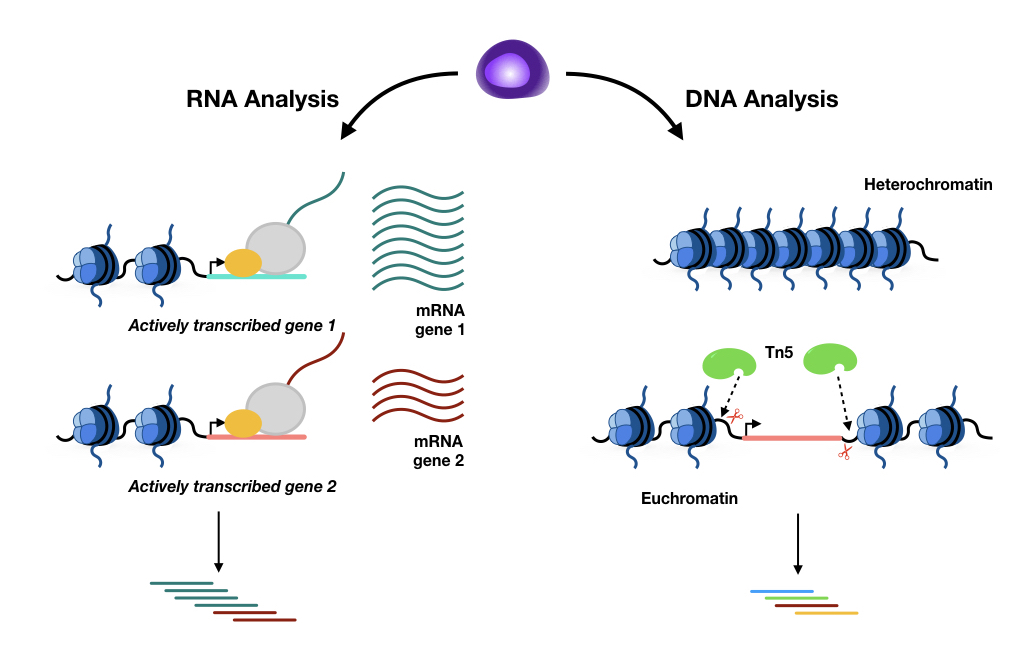 RNA Analysis
DNA Analysis
Heterochromatin
mRNA
gene 1
Actively transcribed gene 1
Tn5
mRNA
gene 2
Actively transcribed gene 2
Euchromatin